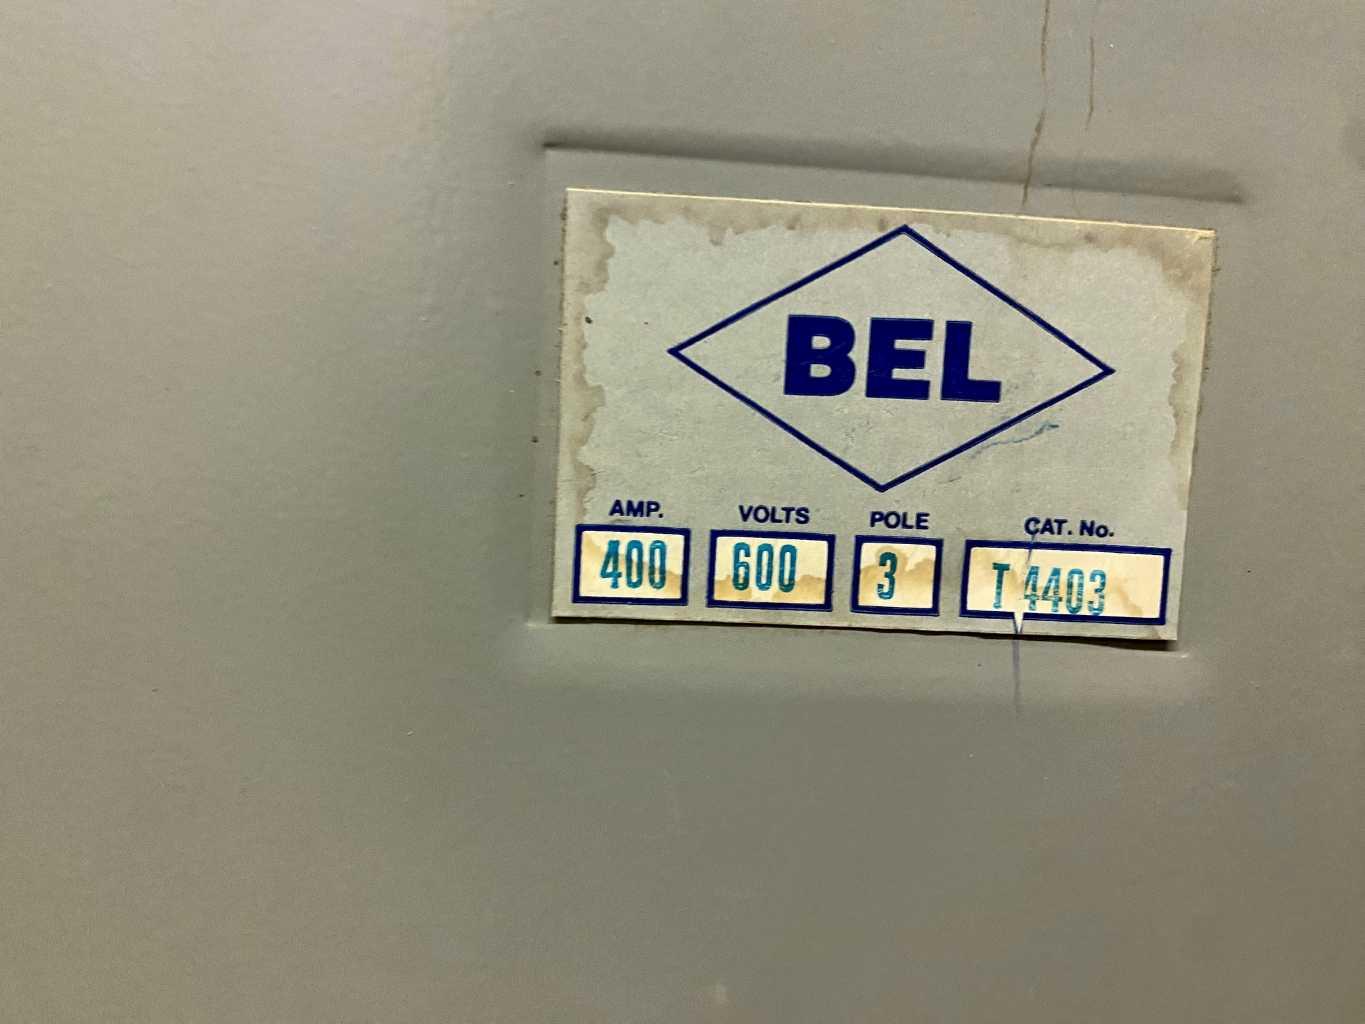 BEL
AMP. VOLTS POLE CAT. No.
400 600 3 T 4403